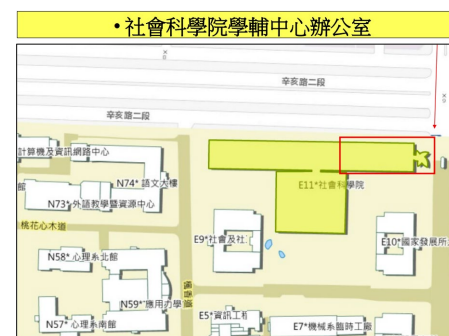 •社會科學院學輔中心辦公室
辛亥路二段
辛亥路二段
計算機及資訊網路中心
館
N74* 語文大樓
E11*社會科學院
N73*外語教學暨資源中心
桃花心木道
E9*社會及社
E10*國家發展所
N58* 心理系北館
N59*應用力學
E5*資訊工程
N57* 心理系南館
E7*機械系臨時工廠